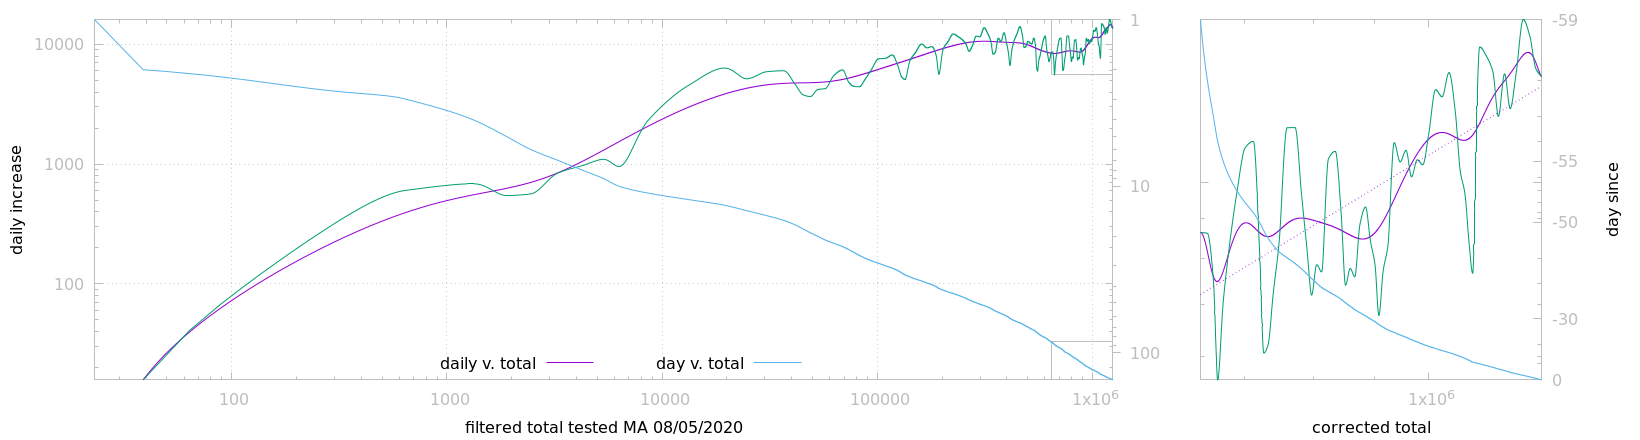 10000
1000
100
daily increase
daily v. total
day v. total
1
10
100
100
1000
10000
100000
1x10^6
filtered total tested MA 08/05/2020
-59
-55
-50
-30
0
day since
1x10^6
corrected total